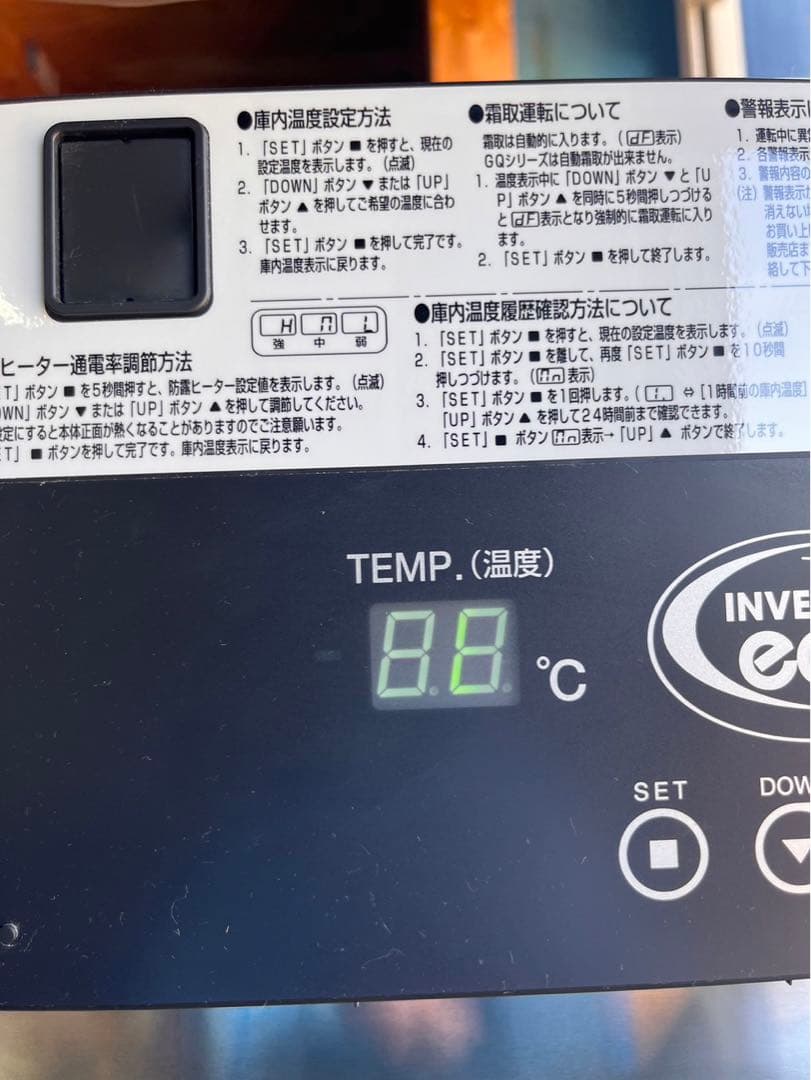 ●庫内温度設定方法
1. 「SET」ボタン ■ を押すと、現在の
設定温度を表示します。(点滅)
2. 「DOWN」ボタン ▼ または「UP」
ボタン ▲ を押してご希望の温度に合わ
せます。
3. 「SET」ボタン ■ を押して完了です。
庫内温度表示に戻ります。
●霜取運転について
霜取は自動的に入ります。(dF表示)
GQシリーズは自動霜取が出来ません。
1. 温度表示中に「DOWN」ボタン ▼ と「U
P」ボタン ▲ を同時に5秒間押しつづける
と dF 表示となり強制的に霜取運転に入り
ます。
2. 「SET」ボタン ■ を押して終了します。
●警報表示に
1. 運転中に異
2. 各警報表示
3. 警報内容の
(注) 警報表示が
消えない
お買い上
販売店ま
絡して下
H n L
強 中 弱
ヒーター通電率調節方法
ET」ボタン ■ を5秒間押すと、防露ヒーター設定値を表示します。(点滅)
OWN」ボタン ▼ または「UP」ボタン ▲ を押して調節してください。
設定にすると本体正面が熱くなることがありますのでご注意願います。
ET」 ■ ボタンを押して完了です。庫内温度表示に戻ります。
●庫内温度履歴確認方法について
1. 「SET」ボタン ■ を押すと、現在の設定温度を表示します。(点滅)
2. 「SET」ボタン ■ を離して、再度「SET」ボタン ■ を10秒間
押しつづけます。(nn表示)
3. 「SET」ボタン ■ を1回押します。( 1. ⇔ [1時間前の庫内温度]
「UP」ボタン ▲ を押して24時間前まで確認できます。
4. 「SET」■ ボタン nn 表示→「UP」▲ ボタンで終了します。
TEMP.(温度)
℃
INVE
ec
SET
DOW